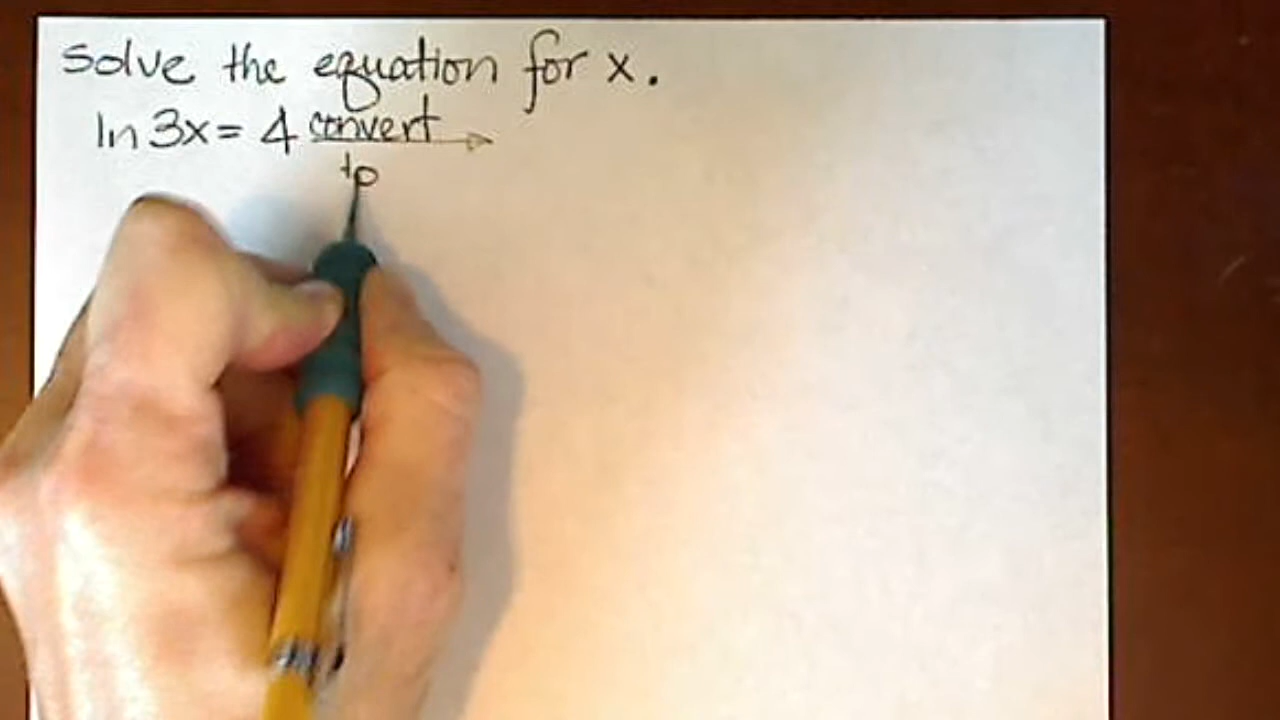 Solve the equation for x.
ln 3x = 4 convert
to